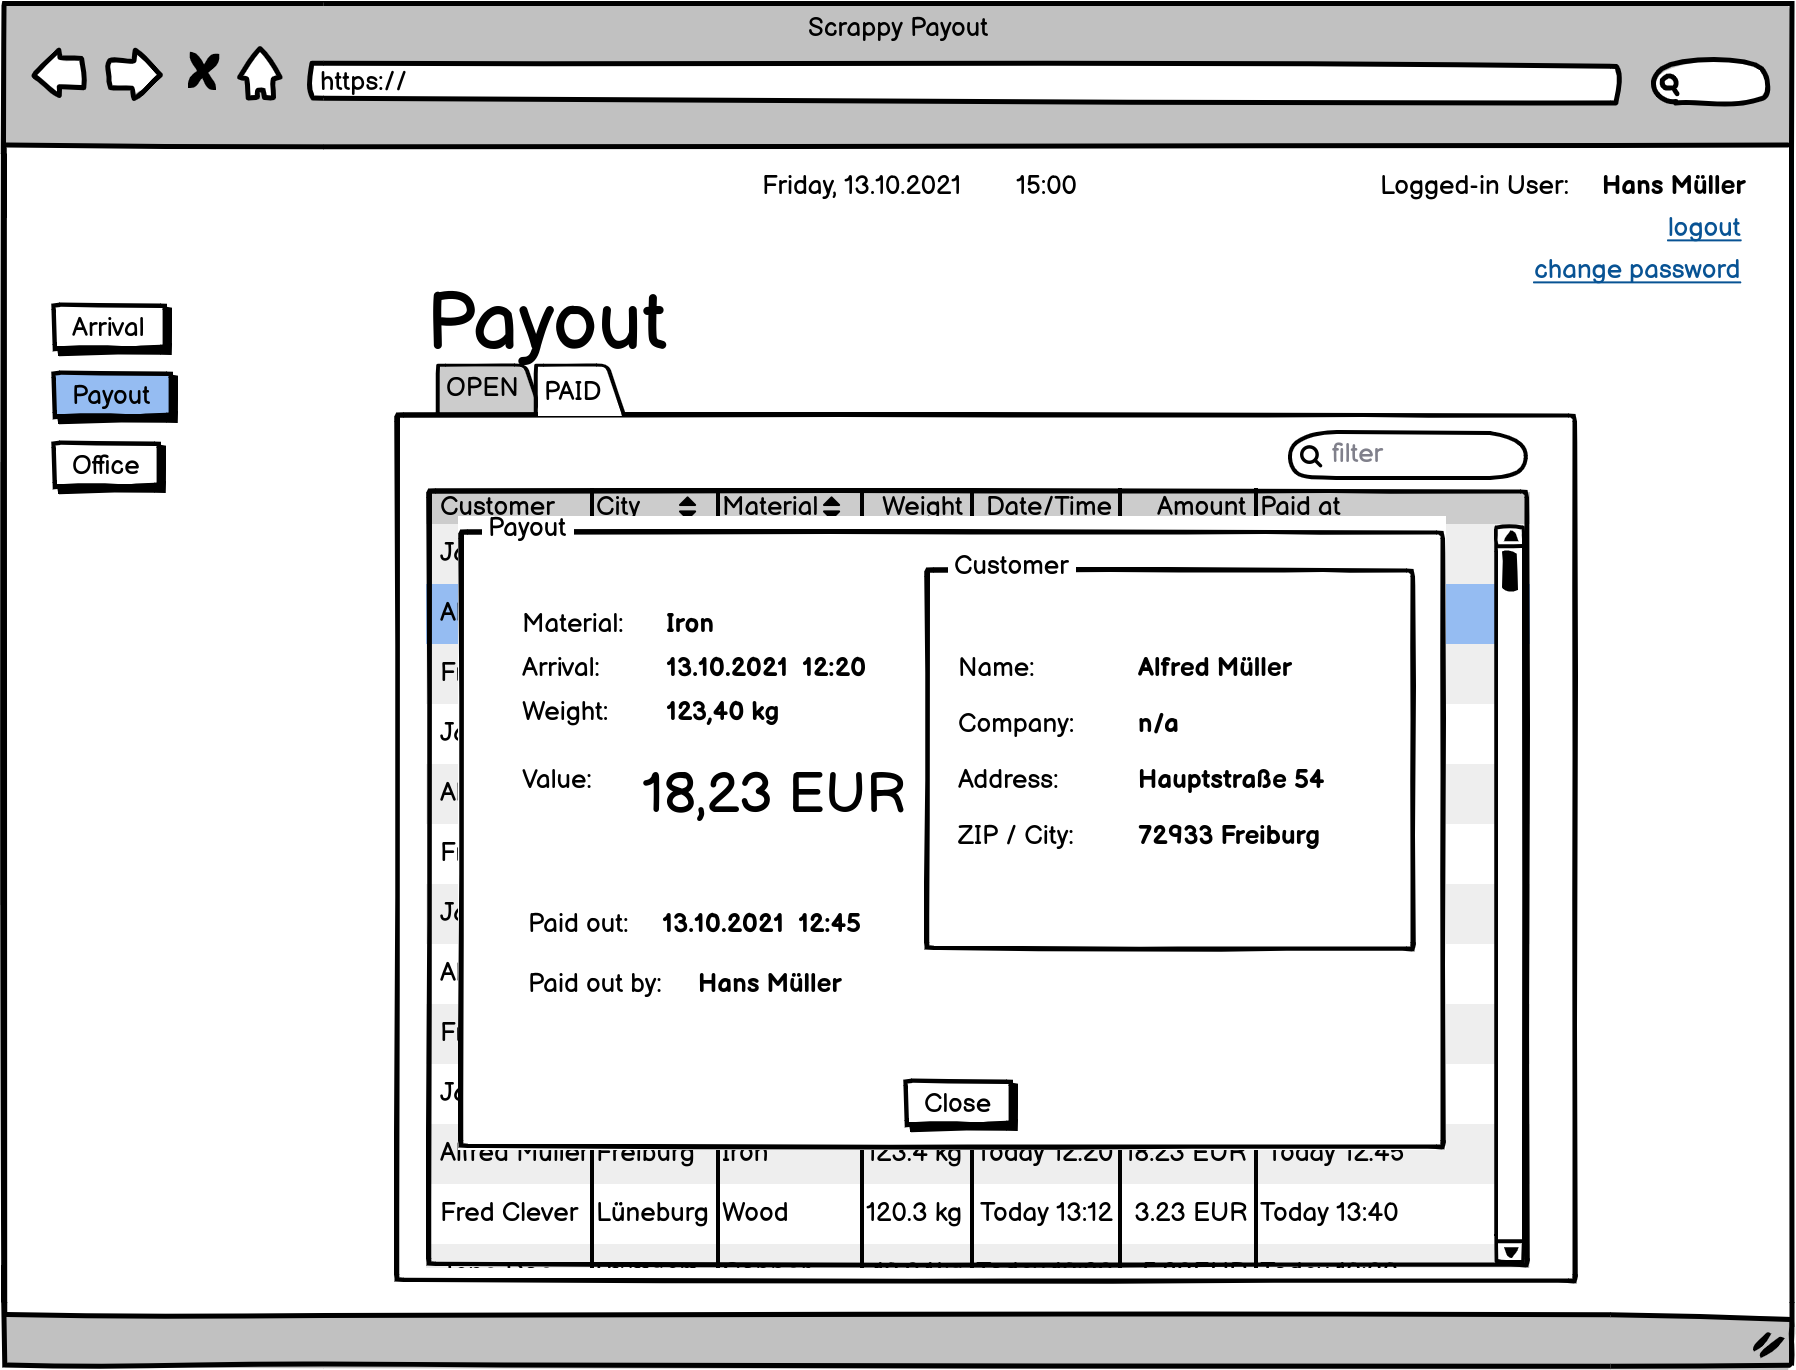 Scrappy Payout
https://
Friday, 13.10.2021 15:00 Logged-in User: Hans Müller
logout
change password
Payout
Arrival
Payout
Office
OPEN PAID
filter
Customer City Material Weight Date/Time Amount Paid at
Payout
Material: Iron
Arrival: 13.10.2021 12:20
Weight: 123,40 kg
Value: 18,23 EUR
Paid out: 13.10.2021 12:45
Paid out by: Hans Müller
Customer
Name: Alfred Müller
Company: n/a
Address: Hauptstraße 54
ZIP / City: 72933 Freiburg
Close
Alfred Müller Freiburg Iron 123.4 kg Today 12:20 18.23 EUR Today 12:45
Fred Clever Lüneburg Wood 120.3 kg Today 13:12 3.23 EUR Today 13:40